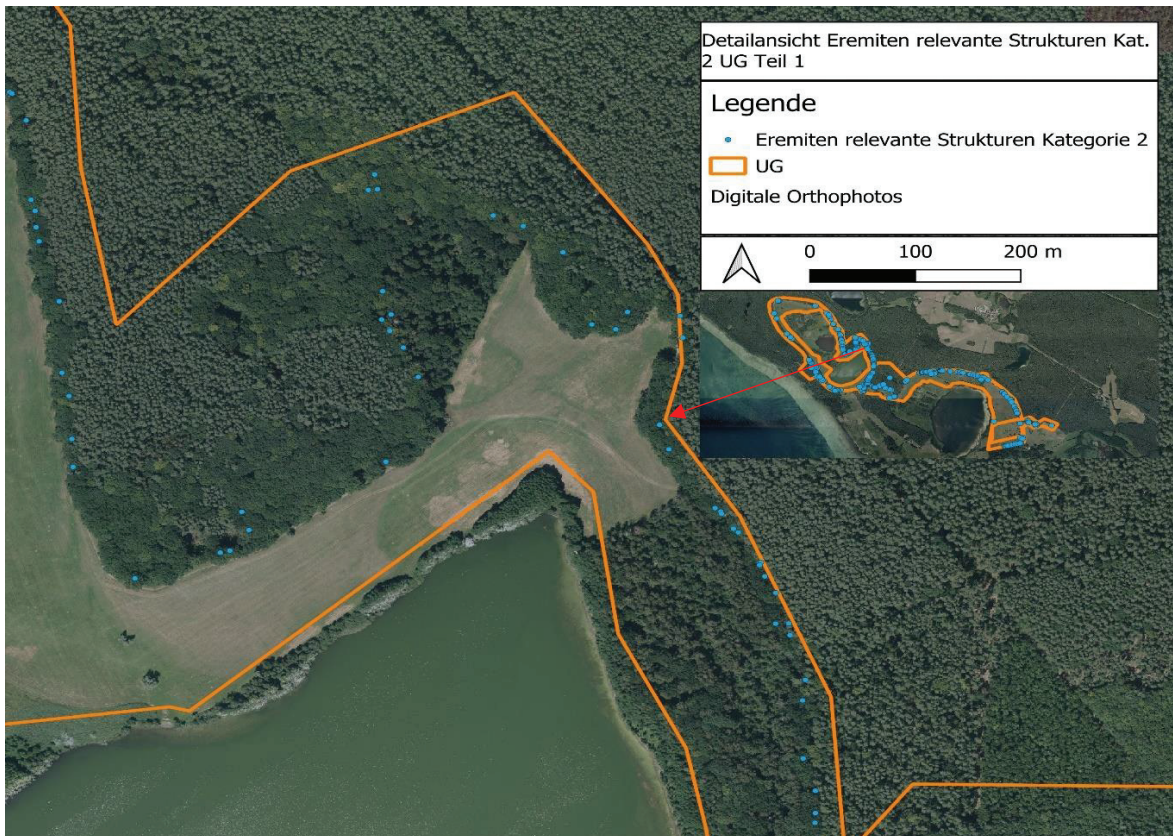 Detailansicht Eremiten relevante Strukturen Kat.
2 UG Teil 1
Legende
Eremiten relevante Strukturen Kategorie 2
UG
Digitale Orthophotos
0 100 200 m